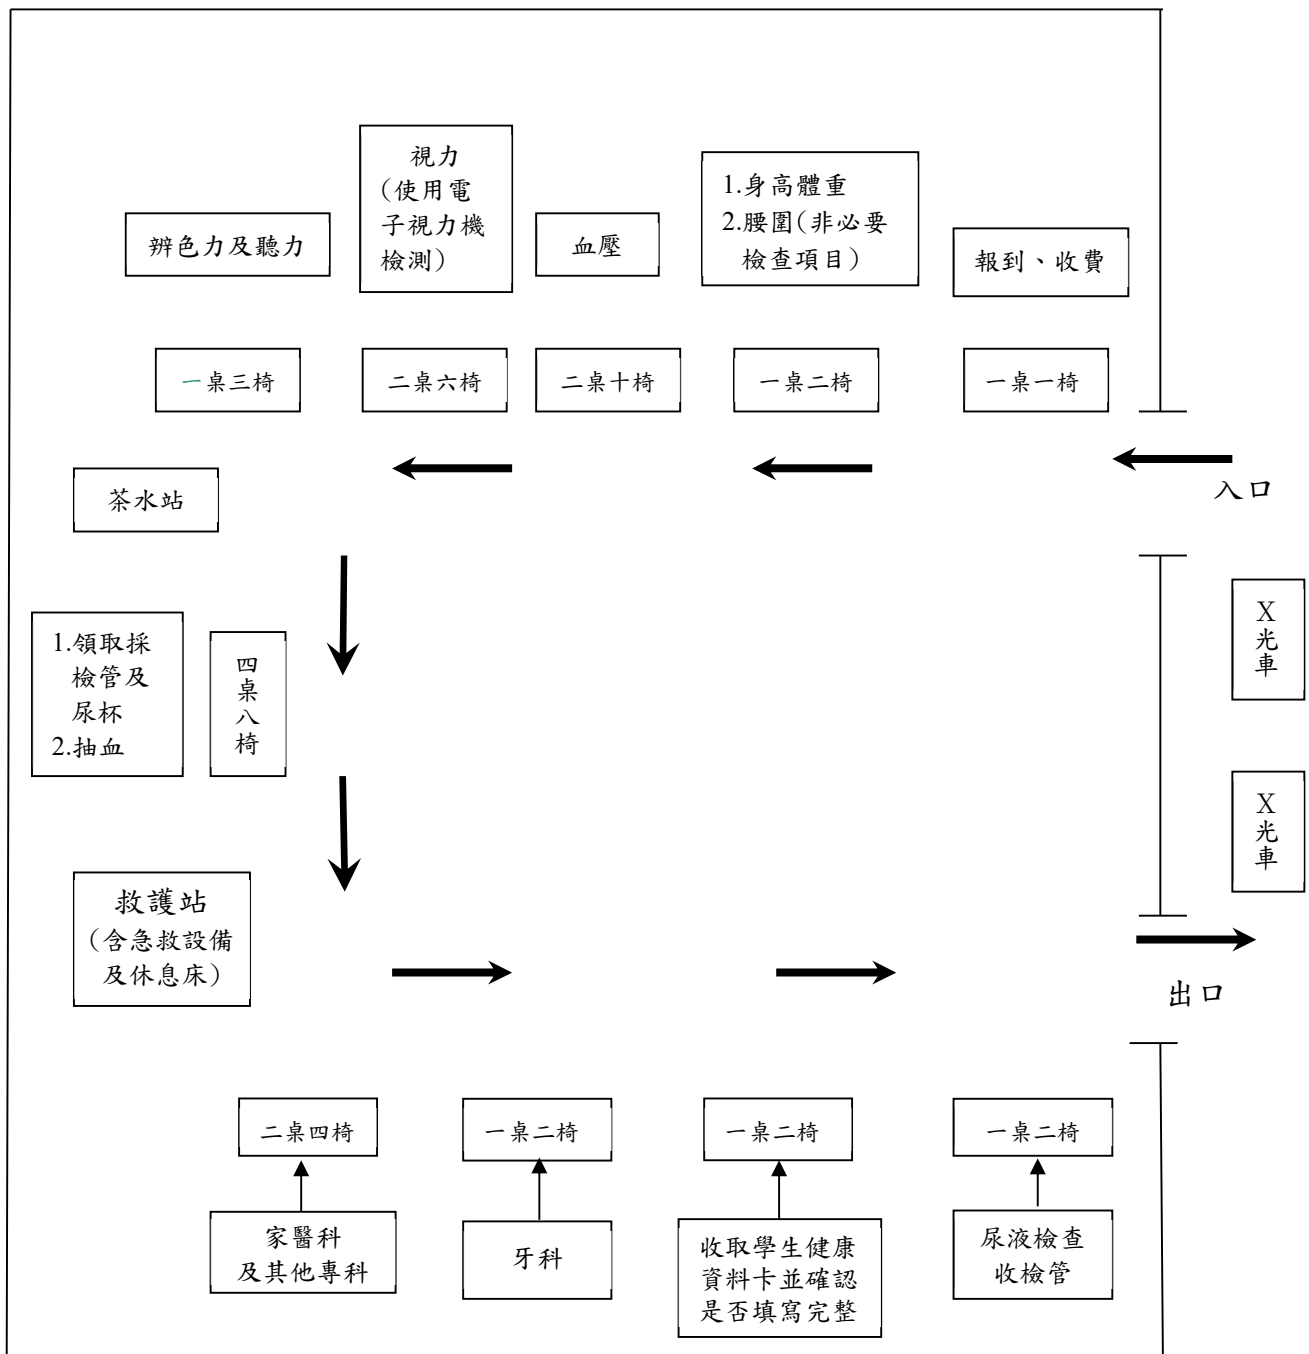 視力
(使用電
子視力機
檢測)
1.身高體重
2.腰圍(非必要
檢查項目)
辨色力及聽力
血壓
報到、收費
一桌三椅
二桌六椅
二桌十椅
一桌二椅
一桌一椅
茶水站
入口
X
光
車
1.領取採
檢管及
尿杯
2.抽血
四
桌
八
椅
X
光
車
救護站
(含急救設備
及休息床)
出口
二桌四椅
一桌二椅
一桌二椅
一桌二椅
家醫科
及其他專科
牙科
收取學生健康
資料卡並確認
是否填寫完整
尿液檢查
收檢管